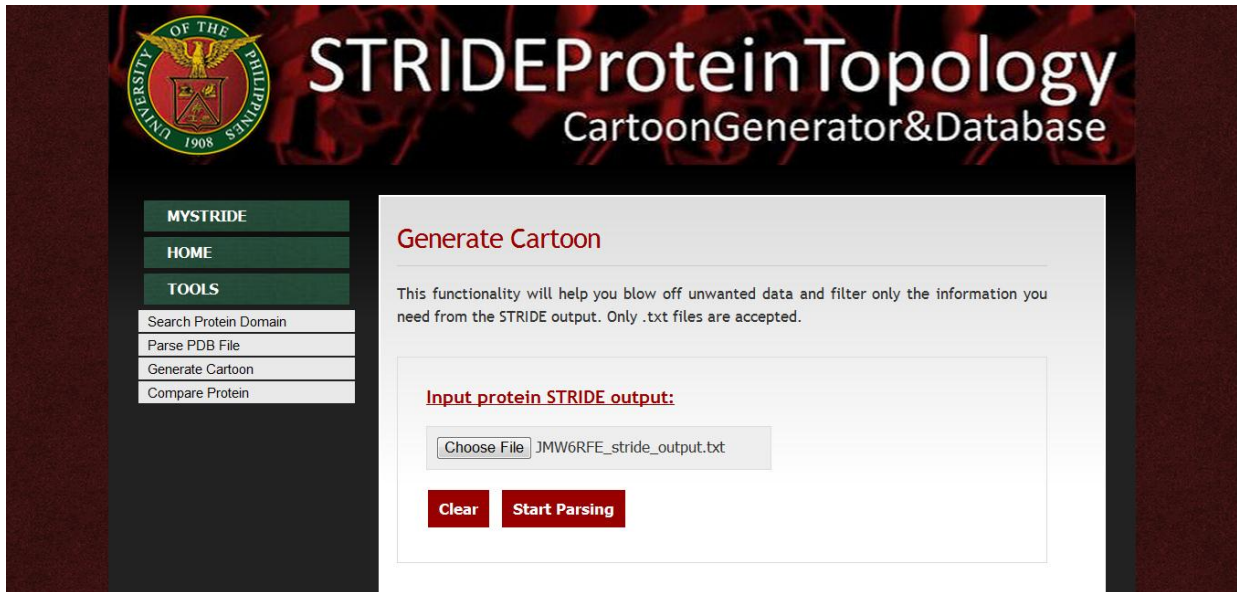 UNIVERSITY OF THE PHILIPPINES
1908
STRIDEProteinTopology
CartoonGenerator&Database
MYSTRIDE
HOME
TOOLS
Search Protein Domain
Parse PDB File
Generate Cartoon
Compare Protein
Generate Cartoon
This functionality will help you blow off unwanted data and filter only the information you
need from the STRIDE output. Only .txt files are accepted.
Input protein STRIDE output:
Choose File JMW6RFE_stride_output.txt
Clear Start Parsing